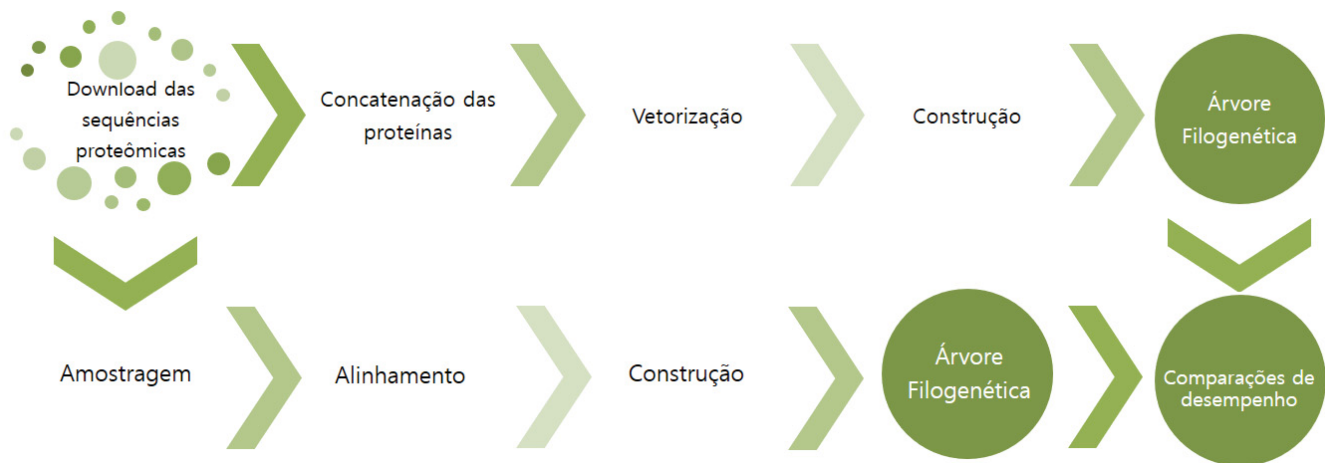 Download das
sequências
proteômicas
Concatenação das
proteínas
Vetorização
Construção
Árvore
Filogenética
Amostragem
Alinhamento
Construção
Árvore
Filogenética
Comparações de
desempenho